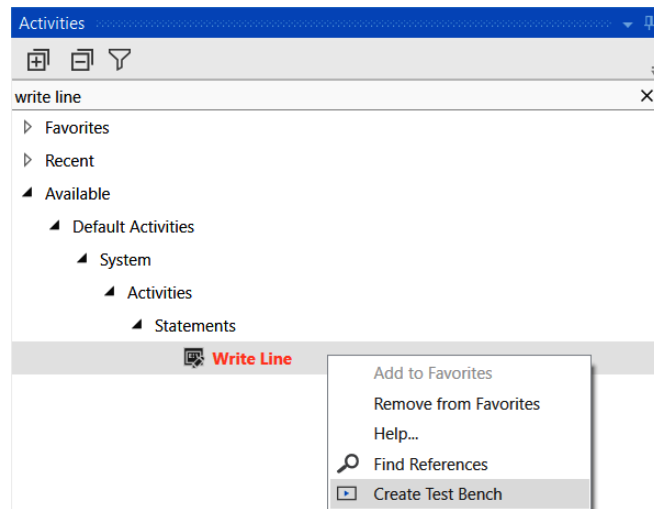 Activities
write line
Favorites
Recent
Available
Default Activities
System
Activities
Statements
Write Line
Add to Favorites
Remove from Favorites
Help...
Find References
Create Test Bench